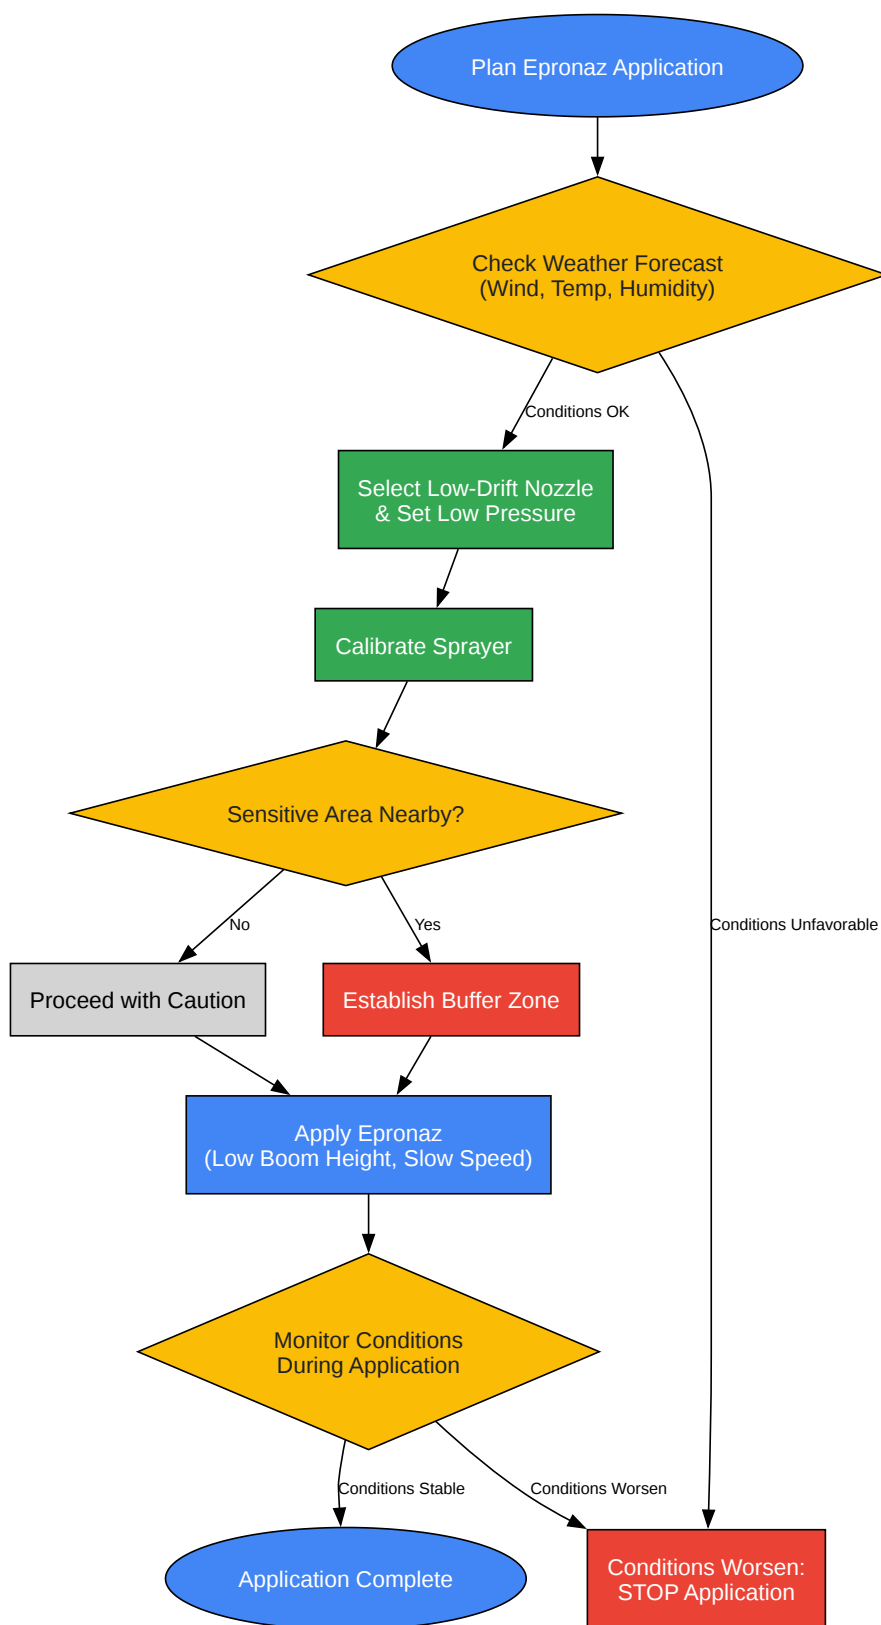 Plan Epronaz Application
Check Weather Forecast
(Wind, Temp, Humidity)
Conditions OK
Select Low-Drift Nozzle
& Set Low Pressure
Calibrate Sprayer
Sensitive Area Nearby?
No
Yes
Conditions Unfavorable
Proceed with Caution
Establish Buffer Zone
Apply Epronaz
(Low Boom Height, Slow Speed)
Monitor Conditions
During Application
Conditions Stable
Conditions Worsen
Application Complete
Conditions Worsen:
STOP Application